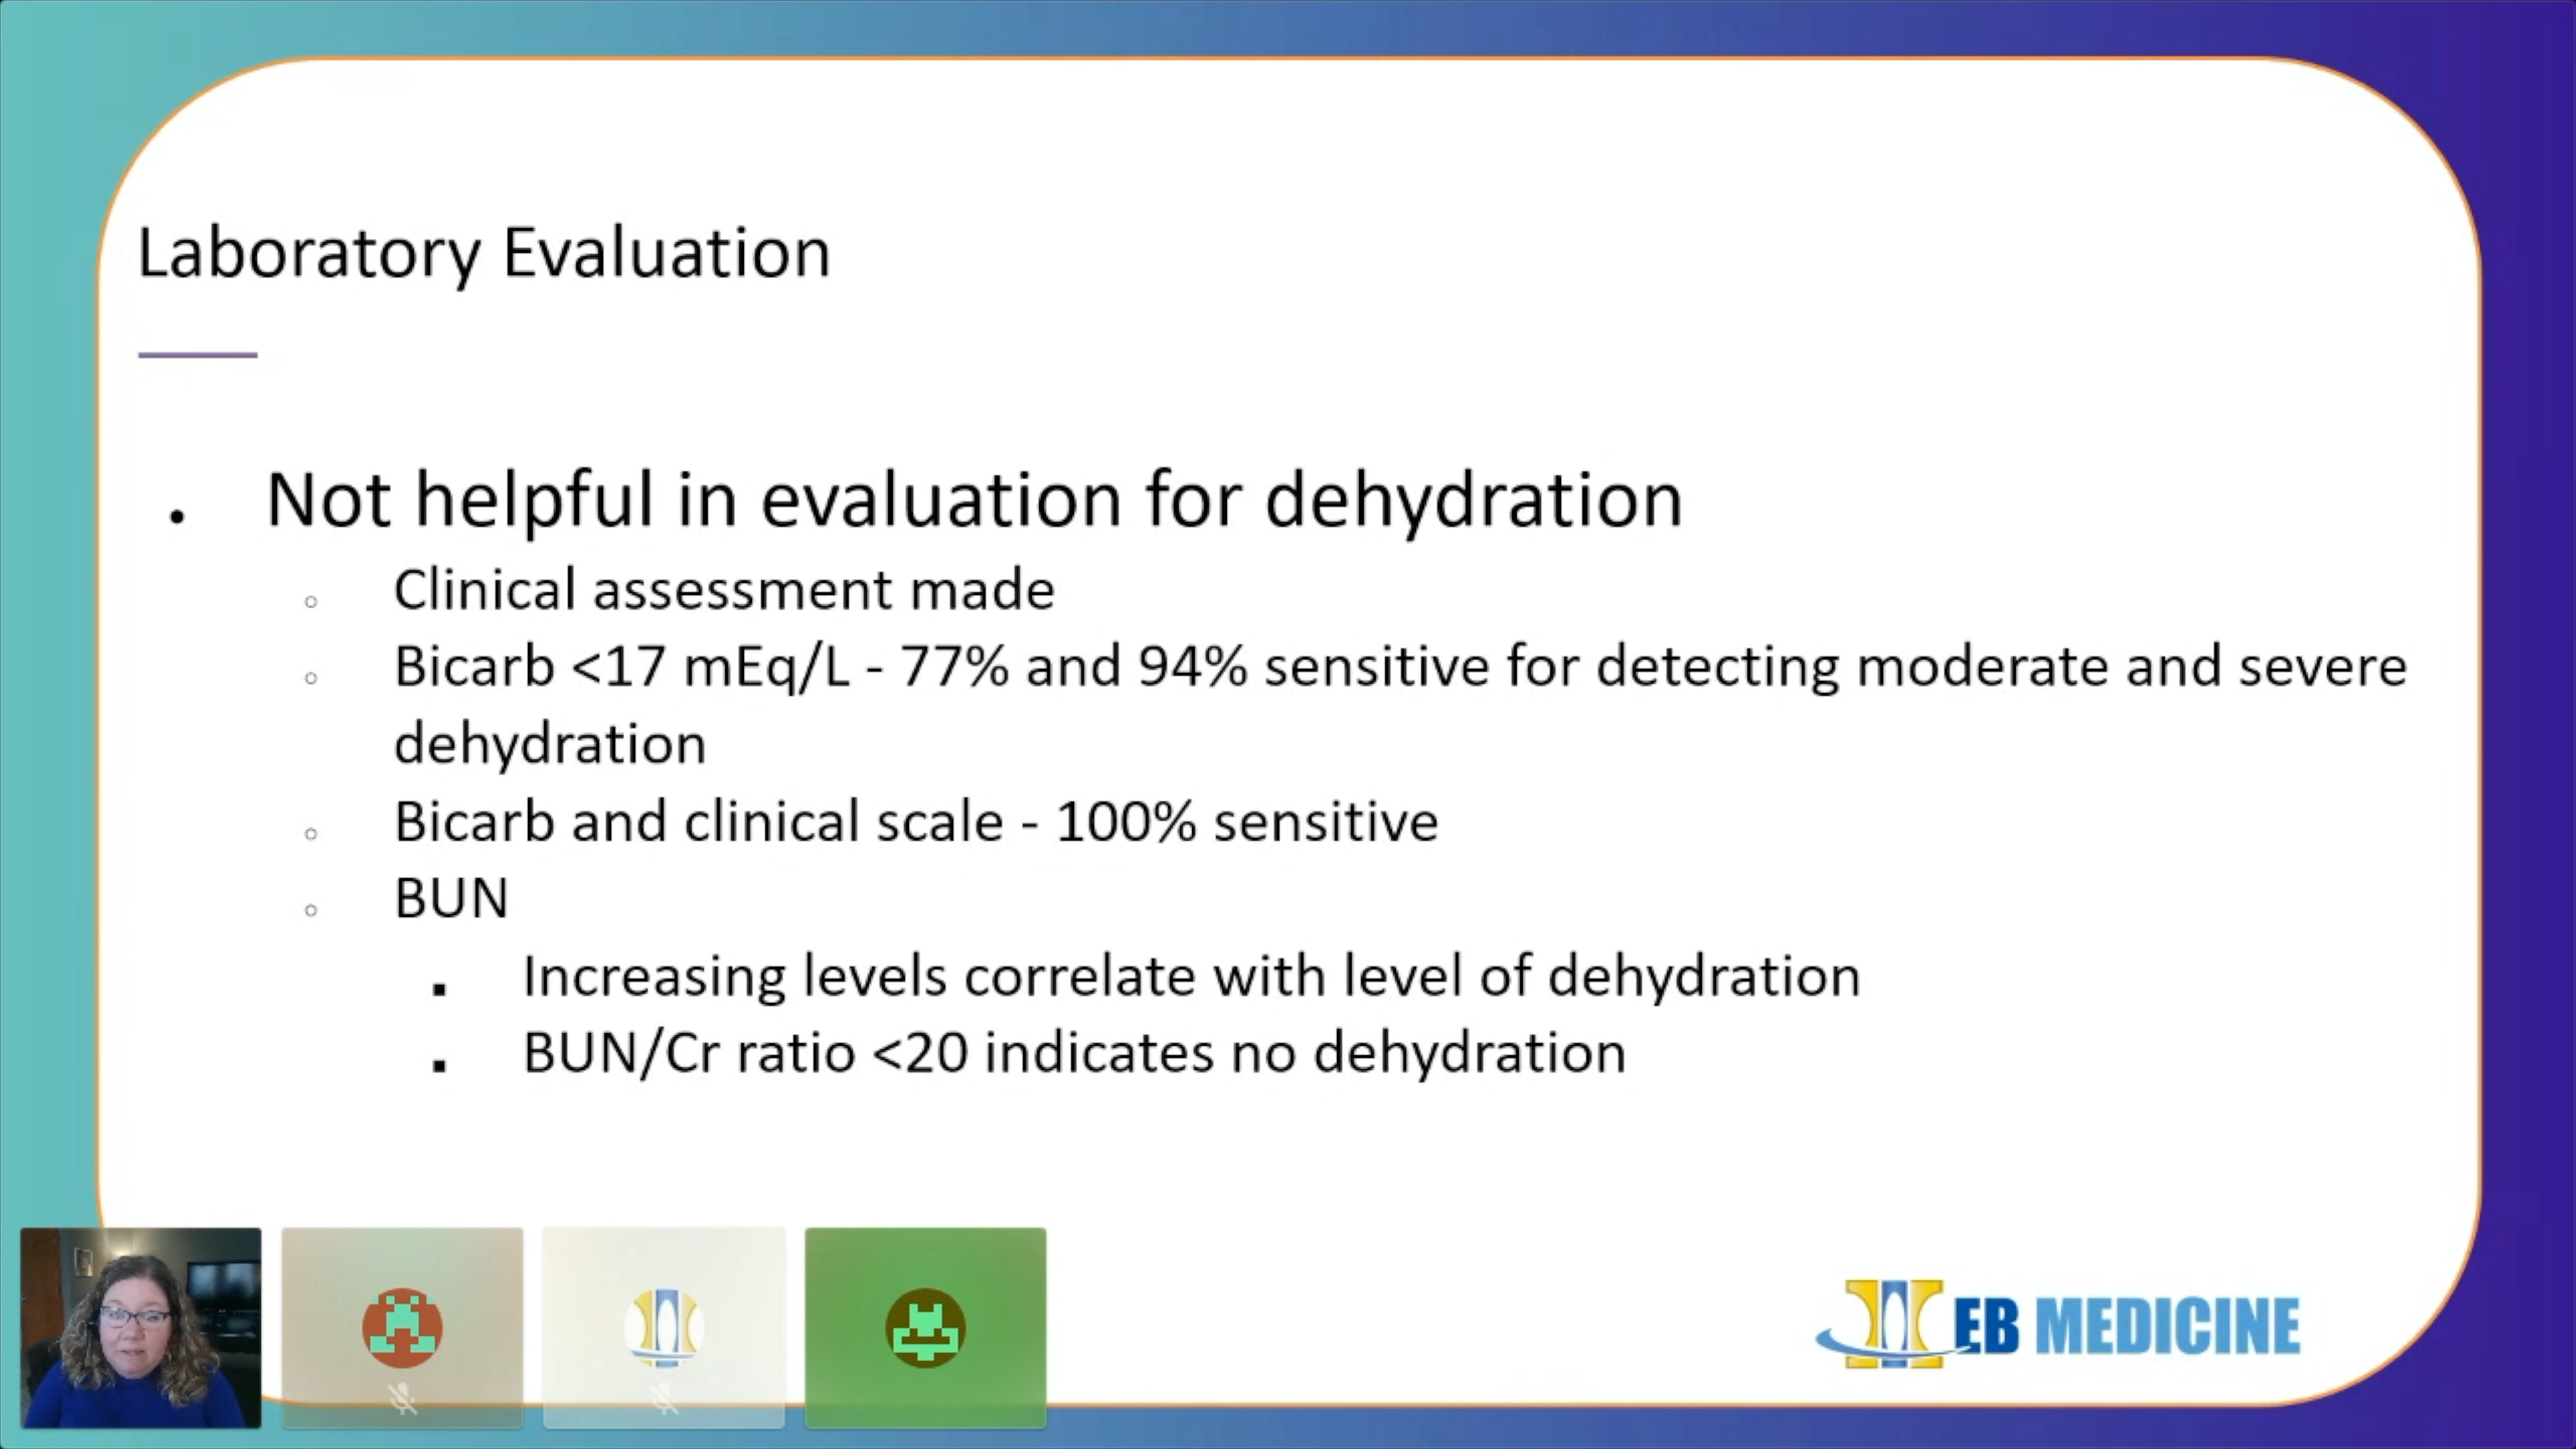 Laboratory Evaluation
Not helpful in evaluation for dehydration
Clinical assessment made
Bicarb <17 mEq/L - 77% and 94% sensitive for detecting moderate and severe
dehydration
Bicarb and clinical scale - 100% sensitive
BUN
Increasing levels correlate with level of dehydration
BUN/Cr ratio <20 indicates no dehydration
EB MEDICINE